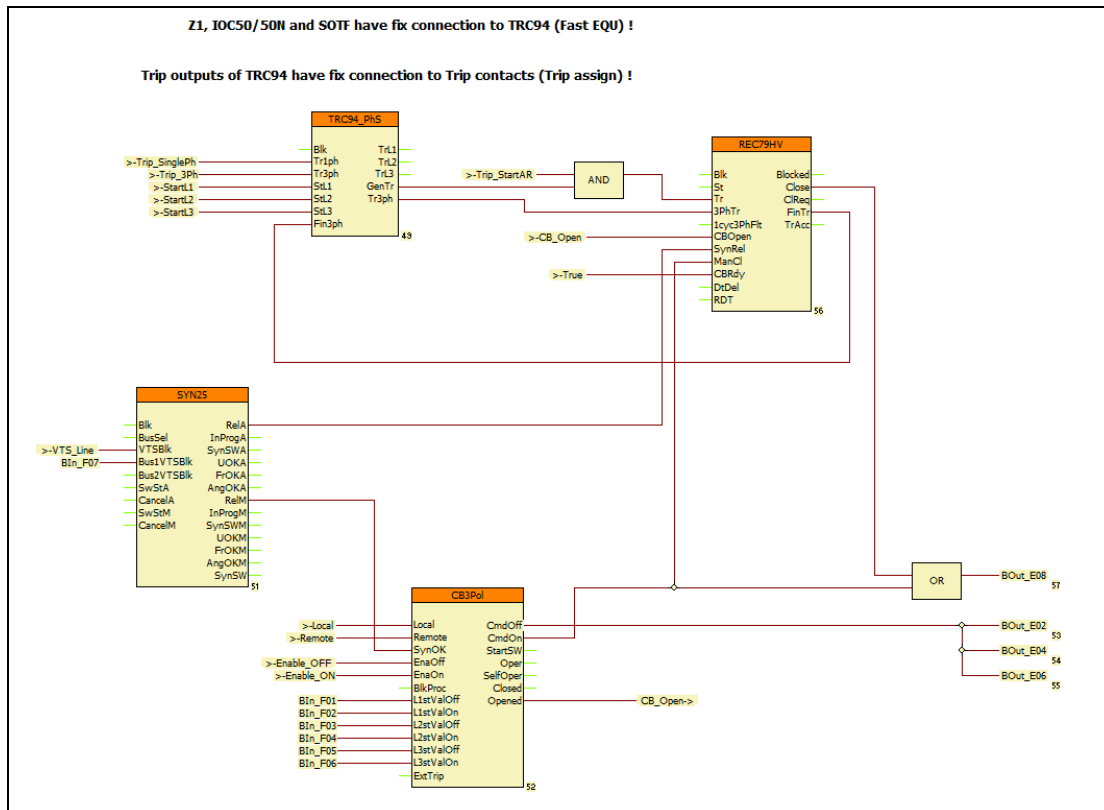 Z1, IOC50/50N and SOTF have fix connection to TRC94 (Fast EQU) !
Trip outputs of TRC94 have fix connection to Trip contacts (Trip assign) !
TRC94_PhS
Blk TrL1
>-Trip_SinglePh Tr1ph TrL2
>-Trip_3Ph Tr3ph TrL3
>-StartL1 StL1 GenTr
>-StartL2 StL2 Tr3ph
>-StartL3 StL3
Fin3ph
49
>-Trip_StartAR
AND
REC79HV
Blk Blocked
St Close
Tr ClReq
3PhTr FinTr
1cyc3PhFlt TrAcc
>-CB_Open CBOpen
SynRel
ManCl
>-True CBRdy
DtDel
RDT
56
SYN25
Blk RelA
BusSel InProgA
>-VTS_Line VTSBlk SynSWA
BIn_F07 Bus1VTSBlk UOKA
Bus2VTSBlk FrOKA
SwStA AngOKA
CancelA RelM
SwStM InProgM
CancelM SynSWM
UOKM
FrOKM
AngOKM
SynSW
51
CB3Pol
>-Local Local CmdOff
>-Remote Remote CmdOn
SynOK StartSW
>-Enable_OFF EnaOff Oper
>-Enable_ON EnaOn SelfOper
BlkProc Closed
BIn_F01 L1stValOff Opened CB_Open->
BIn_F02 L1stValOn
BIn_F03 L2stValOff
BIn_F04 L2stValOn
BIn_F05 L3stValOff
BIn_F06 L3stValOn
ExtTrip
52
OR
BOut_E08
57
BOut_E02
53
BOut_E04
54
BOut_E06
55